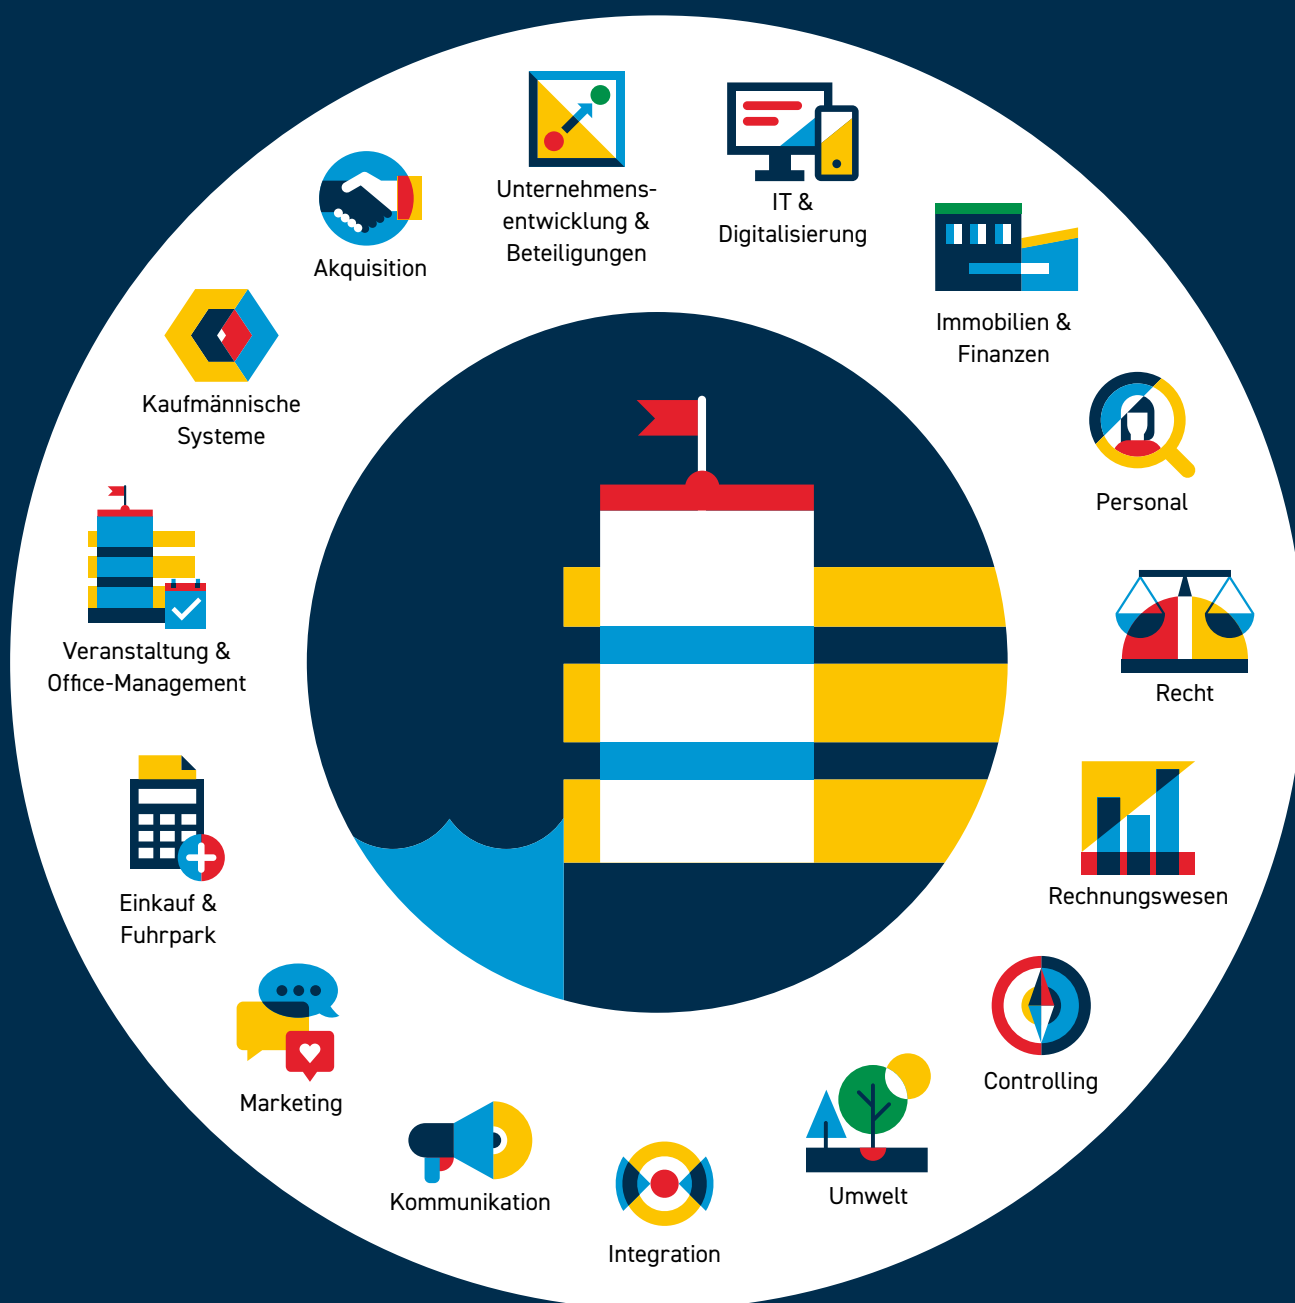 Unternehmens-
entwicklung &
Beteiligungen
IT &
Digitalisierung
Immobilien &
Finanzen
Personal
Recht
Rechnungswesen
Controlling
Umwelt
Integration
Kommunikation
Marketing
Einkauf &
Fuhrpark
Veranstaltung &
Office-Management
Kaufmännische
Systeme
Akquisition